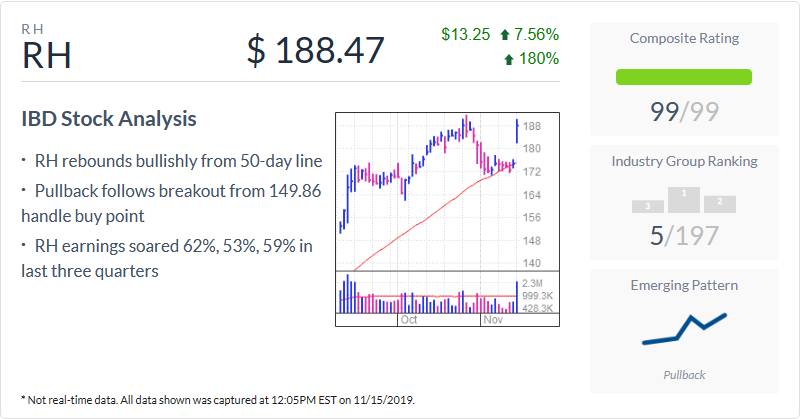 RH
RH
$ 188.47
$13.25 7.56%
180%
IBD Stock Analysis
· RH rebounds bullishly from 50-day line
· Pullback follows breakout from 149.86
handle buy point
· RH earnings soared 62%, 53%, 59% in
last three quarters
188
180
172
164
156
148
140
2.3M
999.3K
428.3K
Oct
Nov
Composite Rating
99/99
Industry Group Ranking
3
1
2
5/197
Emerging Pattern
Pullback
* Not real-time data. All data shown was captured at 12:05PM EST on 11/15/2019.